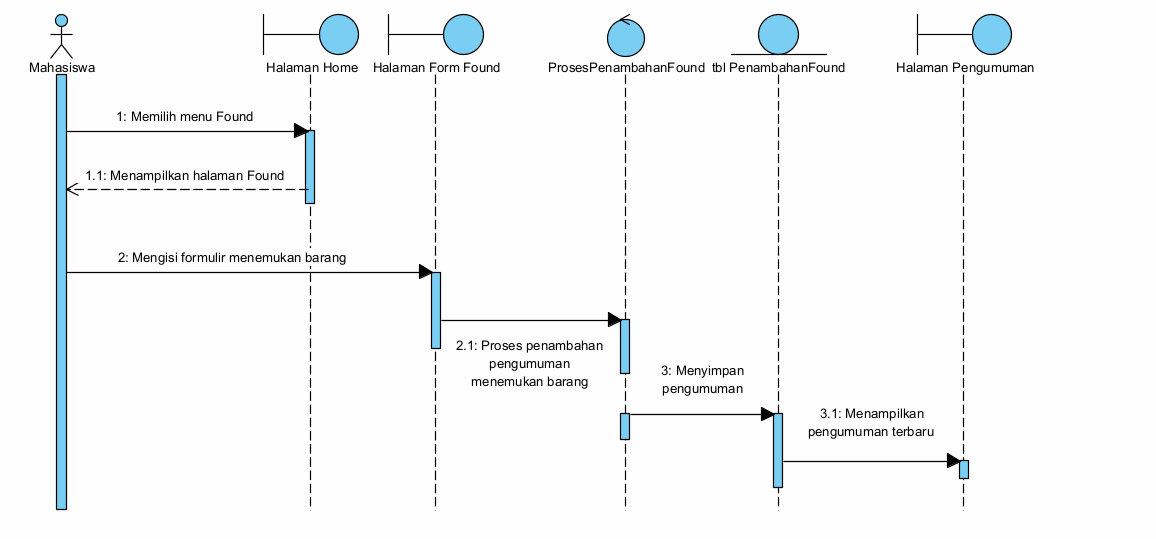 Mahasiswa
Halaman Home
Halaman Form Found
ProsesPenambahanFound
tbl PenambahanFound
Halaman Pengumuman
1: Memilih menu Found
1.1: Menampilkan halaman Found
2: Mengisi formulir menemukan barang
2.1: Proses penambahan
pengumuman
menemukan barang
3: Menyimpan
pengumuman
3.1: Menampilkan
pengumuman terbaru